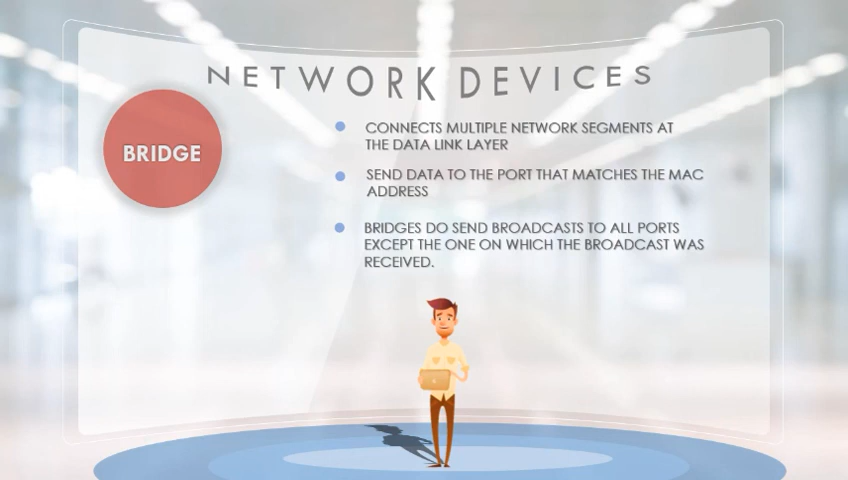 NETWORK DEVICES
BRIDGE
CONNECTS MULTIPLE NETWORK SEGMENTS AT
THE DATA LINK LAYER
SEND DATA TO THE PORT THAT MATCHES THE MAC
ADDRESS
BRIDGES DO SEND BROADCASTS TO ALL PORTS
EXCEPT THE ONE ON WHICH THE BROADCAST WAS
RECEIVED.